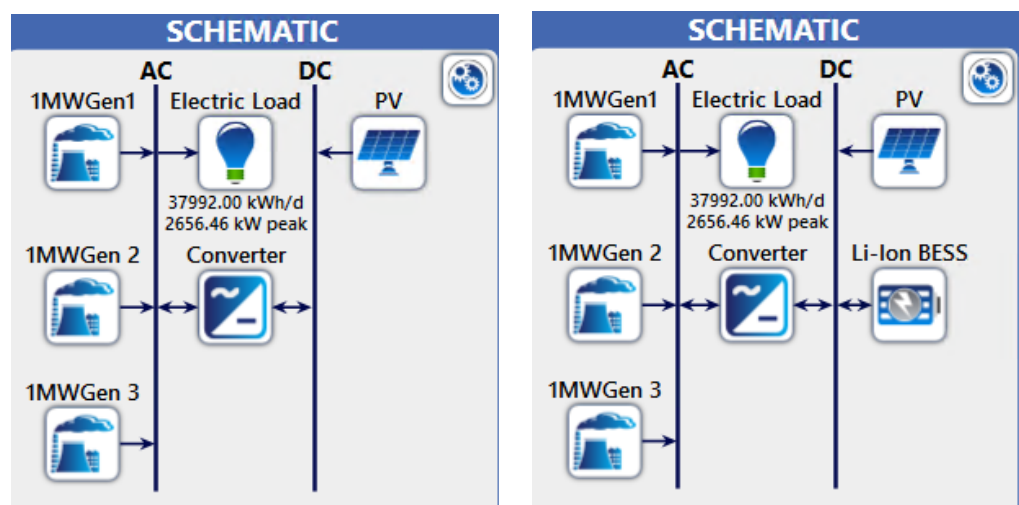 SCHEMATIC
AC DC
1MWGen1 Electric Load PV
37992.00 kWh/d
2656.46 kW peak
1MWGen 2 Converter
1MWGen 3
SCHEMATIC
AC DC
1MWGen1 Electric Load PV
37992.00 kWh/d
2656.46 kW peak
1MWGen 2 Converter Li-Ion BESS
1MWGen 3